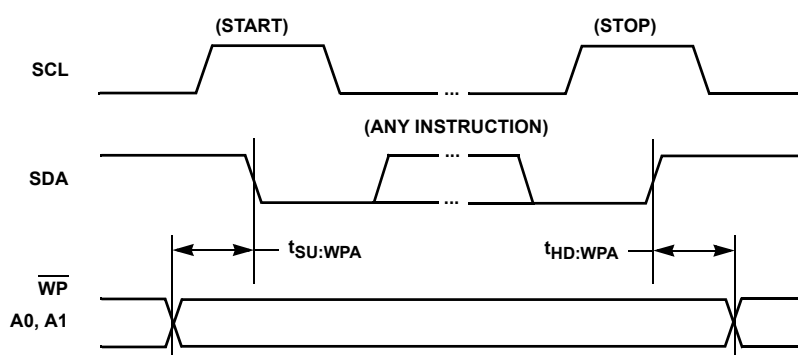 (START)
(STOP)
SCL
...
(ANY INSTRUCTION)
...
SDA
...
tSU:WPA
tHD:WPA
WP
A0, A1